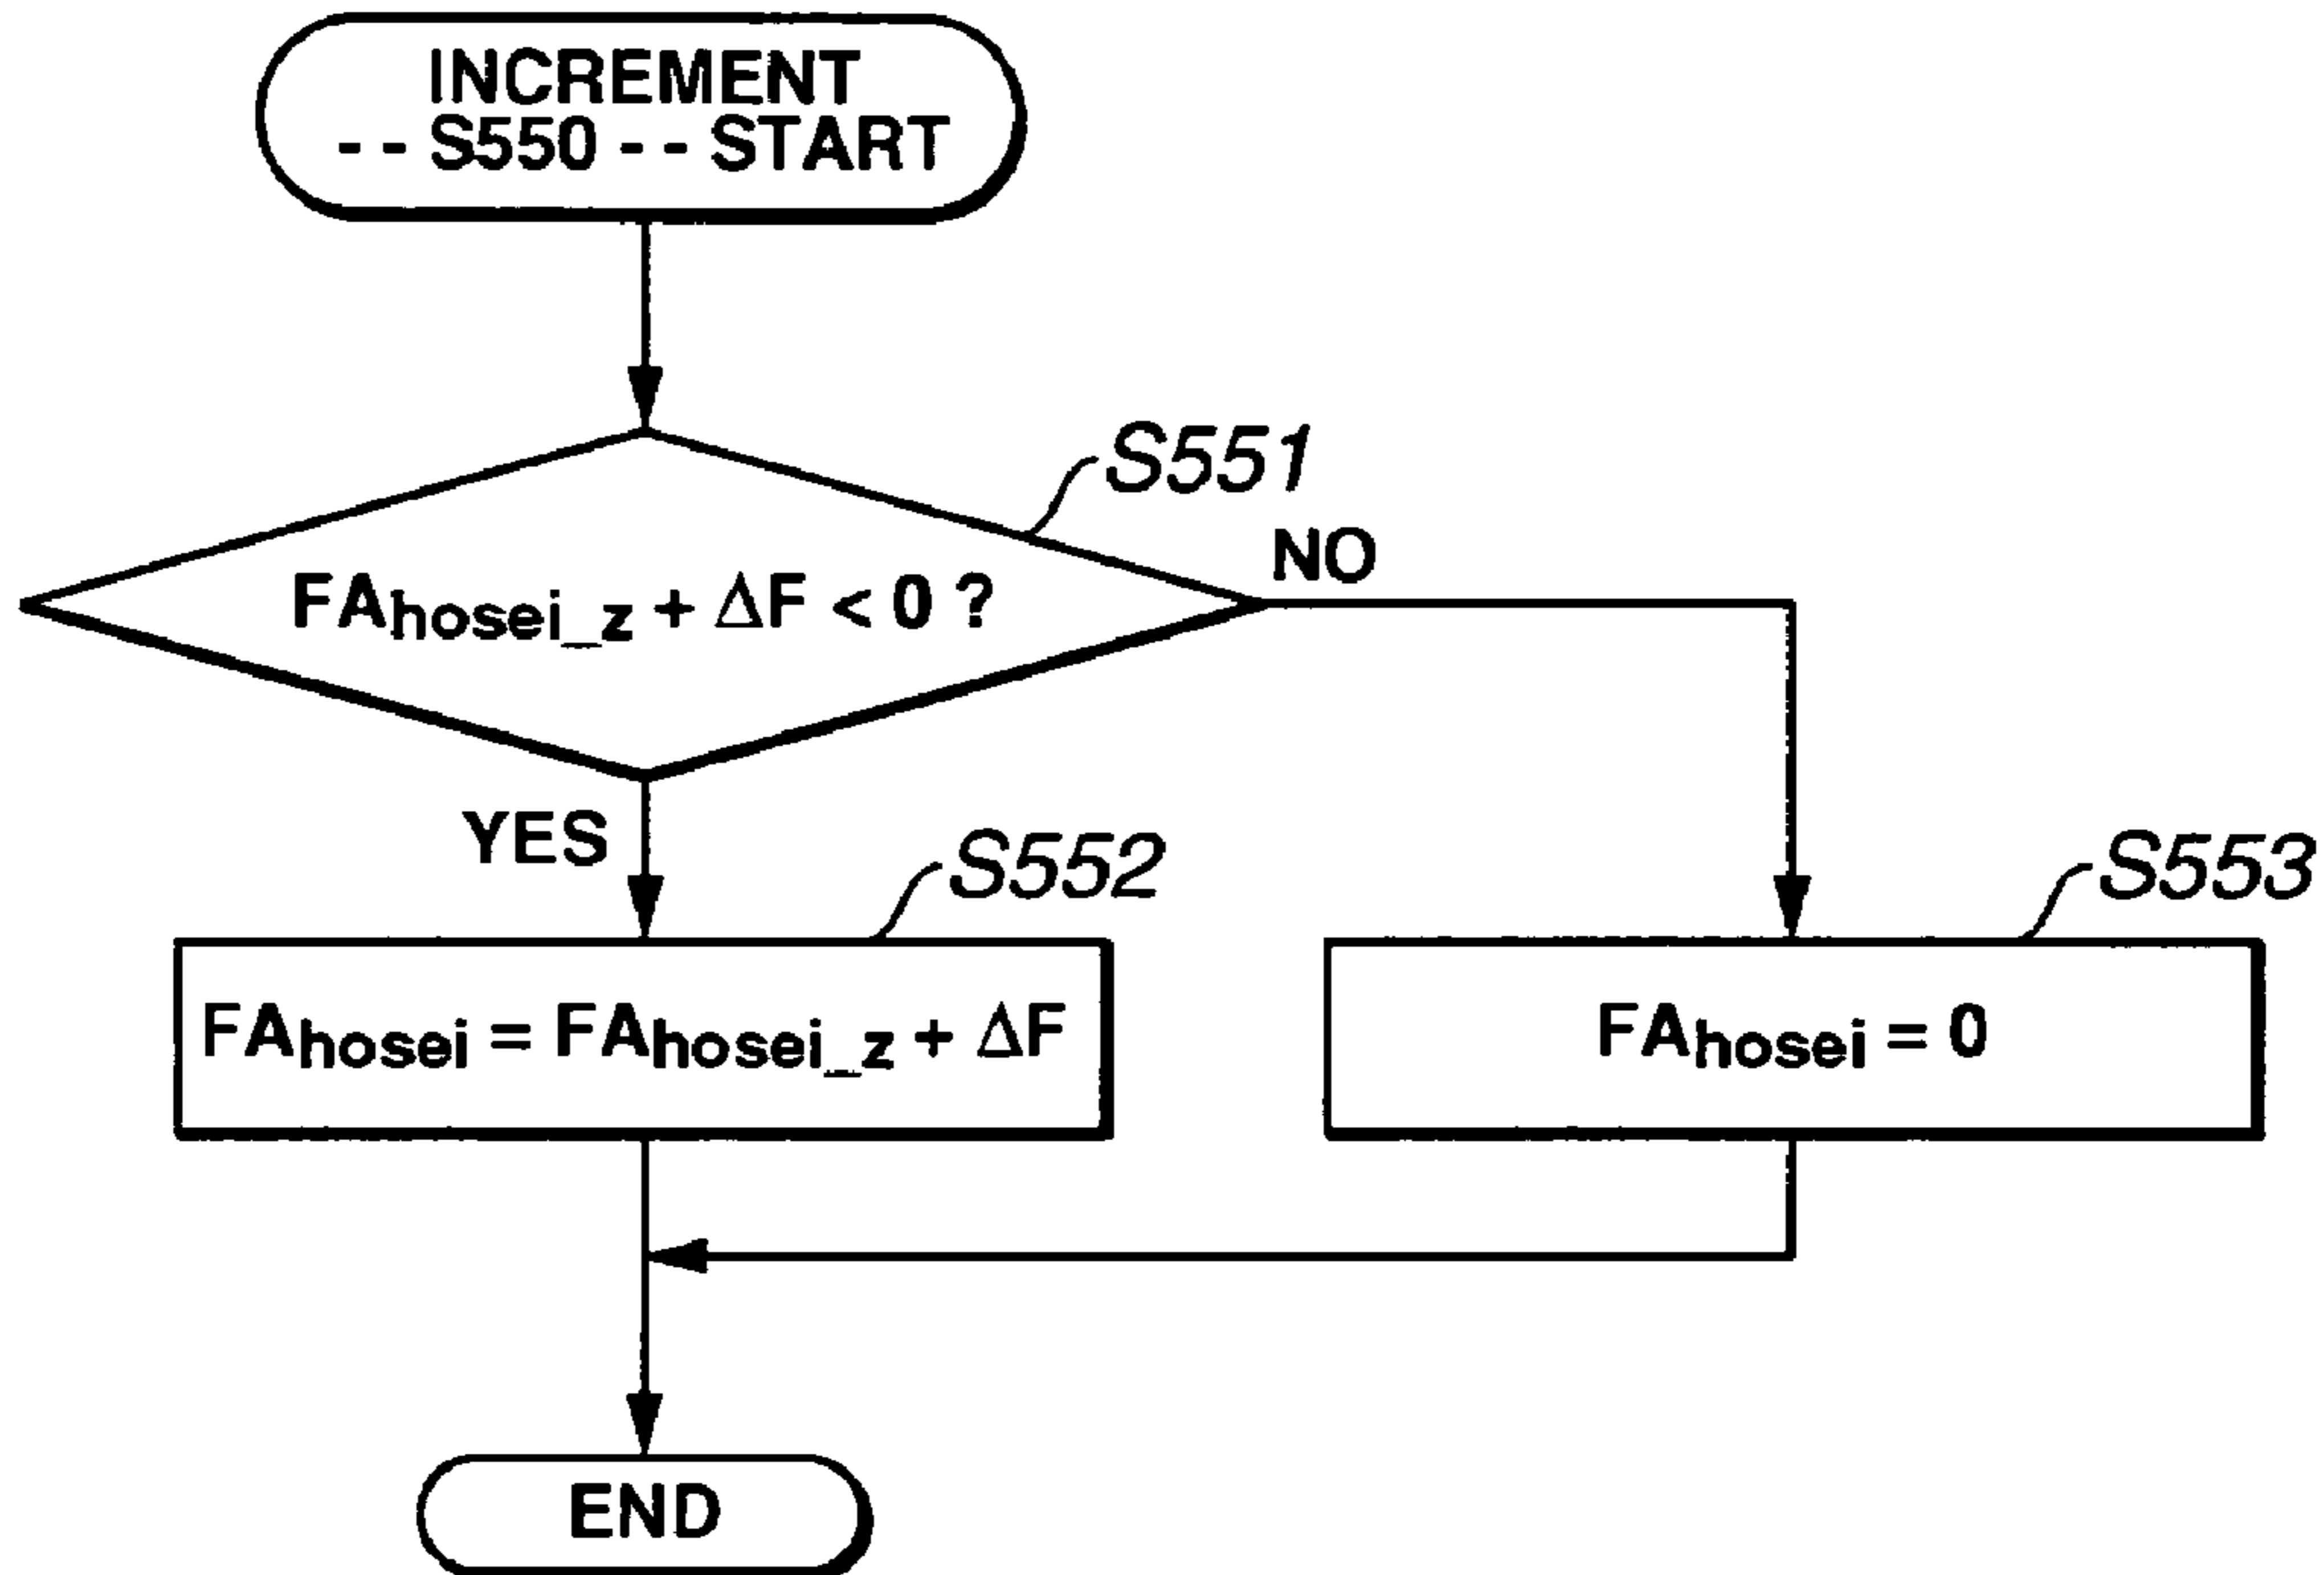 INCREMENT
-- S550 -- START
S551
NO
FAhosei_z + ΔF < 0 ?
YES
S552
S553
FAhosei = FAhosei_z + ΔF
FAhosei = 0
END